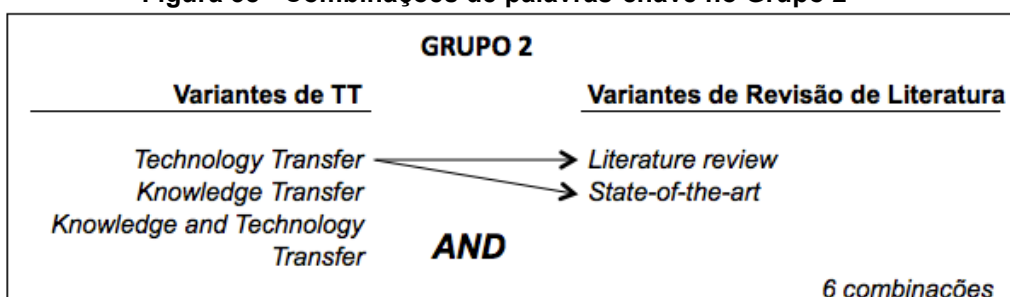 GRUPO 2
Variantes de TT
Variantes de Revisão de Literatura
Technology Transfer
Literature review
Knowledge Transfer
State-of-the-art
Knowledge and Technology
Transfer
AND
6 combinações